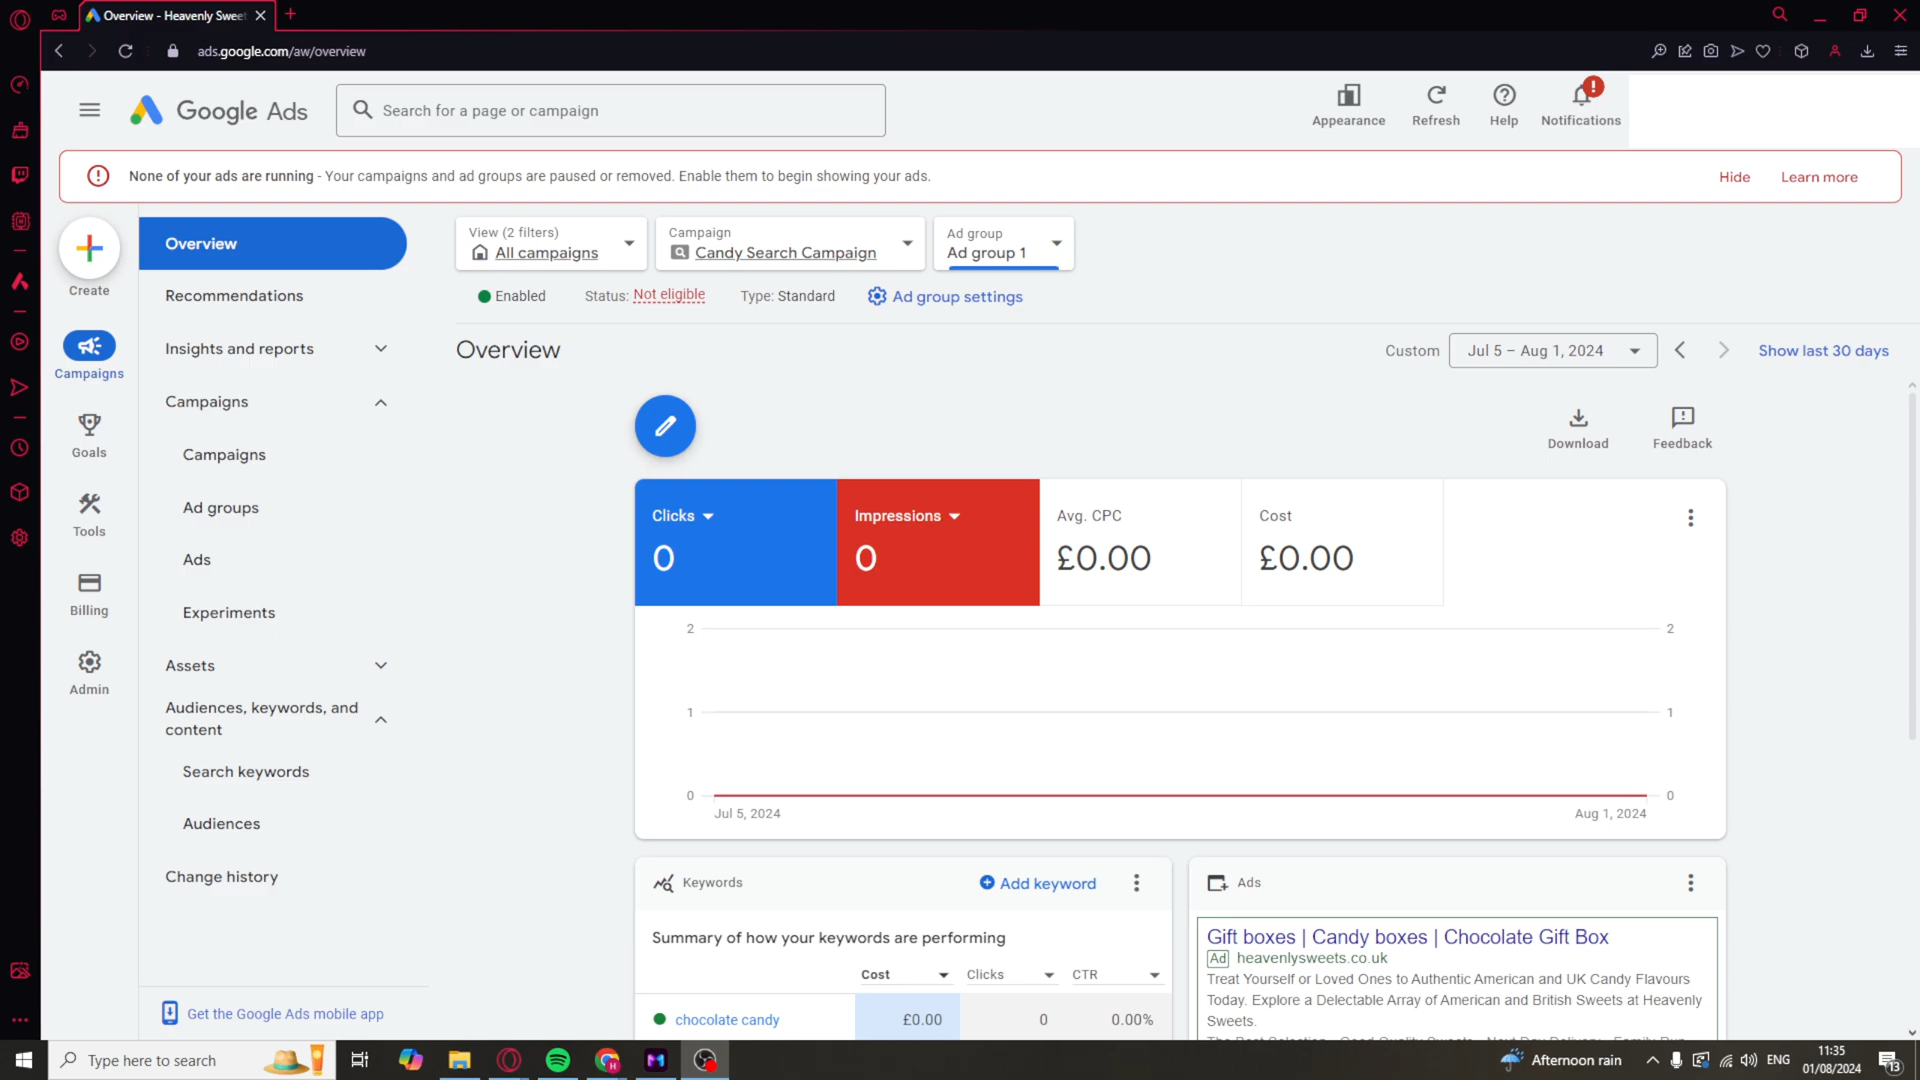 Overview - Heavenly Sweet
ads.google.com/aw/overview
Google Ads
Search for a page or campaign
Appearance
Refresh
Help
Notifications
None of your ads are running - Your campaigns and ad groups are paused or removed. Enable them to begin showing your ads.
Hide
Learn more
Create
Campaigns
Goals
Tools
Billing
Admin
Overview
Recommendations
Insights and reports
Campaigns
Campaigns
Ad groups
Ads
Experiments
Assets
Audiences, keywords, and
content
Search keywords
Audiences
Change history
Get the Google Ads mobile app
View (2 filters)
All campaigns
Campaign
Candy Search Campaign
Ad group
Ad group 1
Enabled
Status: Not eligible
Type: Standard
Ad group settings
Overview
Custom
Jul 5 – Aug 1, 2024
Show last 30 days
Download
Feedback
Clicks
0
Impressions
0
Avg. CPC
£0.00
Cost
£0.00
2
2
1
1
0
0
Jul 5, 2024
Aug 1, 2024
Keywords
Add keyword
Summary of how your keywords are performing
Cost
Clicks
CTR
chocolate candy
£0.00
0
0.00%
Ads
Gift boxes | Candy boxes | Chocolate Gift Box
Ad heavenlysweets.co.uk
Treat Yourself or Loved Ones to Authentic American and UK Candy Flavours
Today. Explore a Delectable Array of American and British Sweets at Heavenly
Sweets.
Type here to search
Afternoon rain
ENG
11:35
01/08/2024
13